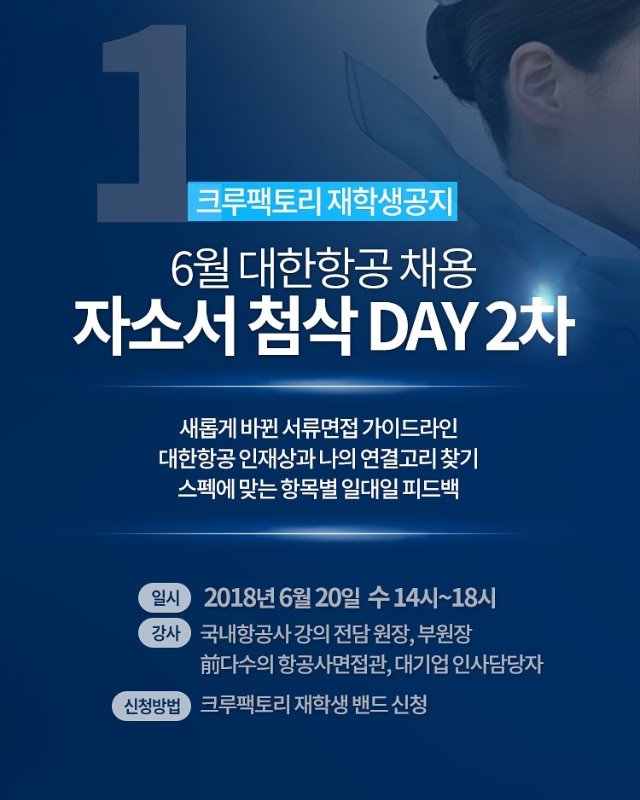 1
크루팩토리 재학생공지
6월 대한항공 채용
자소서 첨삭 DAY 2차
새롭게 바뀐 서류면접 가이드라인
대한항공 인재상과 나의 연결고리 찾기
스펙에 맞는 항목별 일대일 피드백
일시 2018년 6월 20일 수 14시~18시
강사 국내항공사 강의 전담 원장, 부원장
前다수의 항공사면접관, 대기업 인사담당자
신청방법 크루팩토리 재학생 밴드 신청